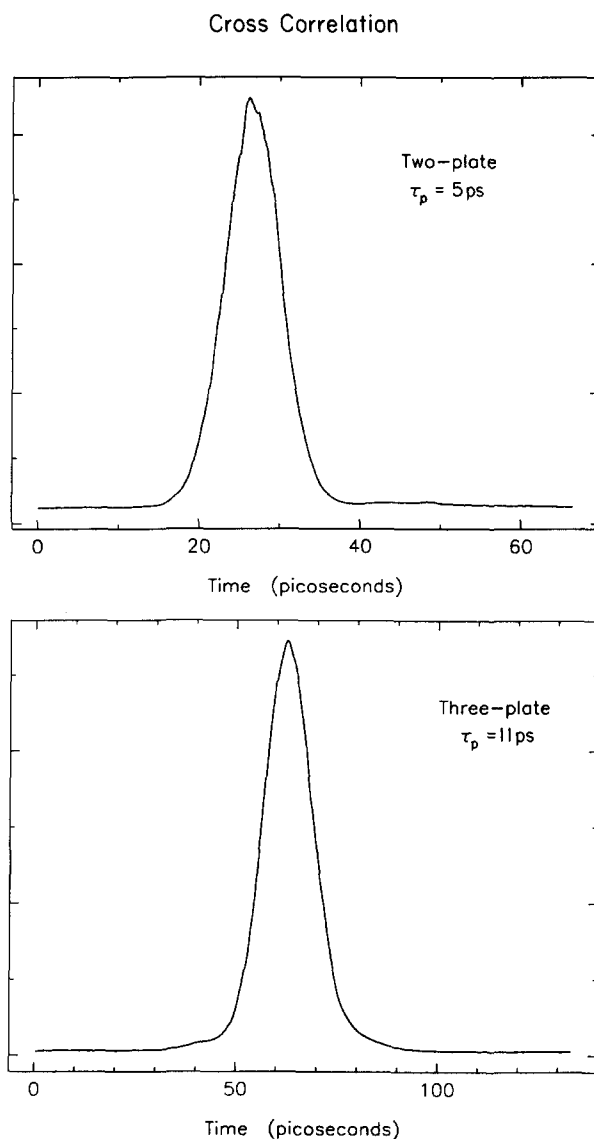 Cross Correlation
Two-plate
τp = 5ps
0 20 40 60
Time (picoseconds)
Three-plate
τp = 11ps
0 50 100
Time (picoseconds)